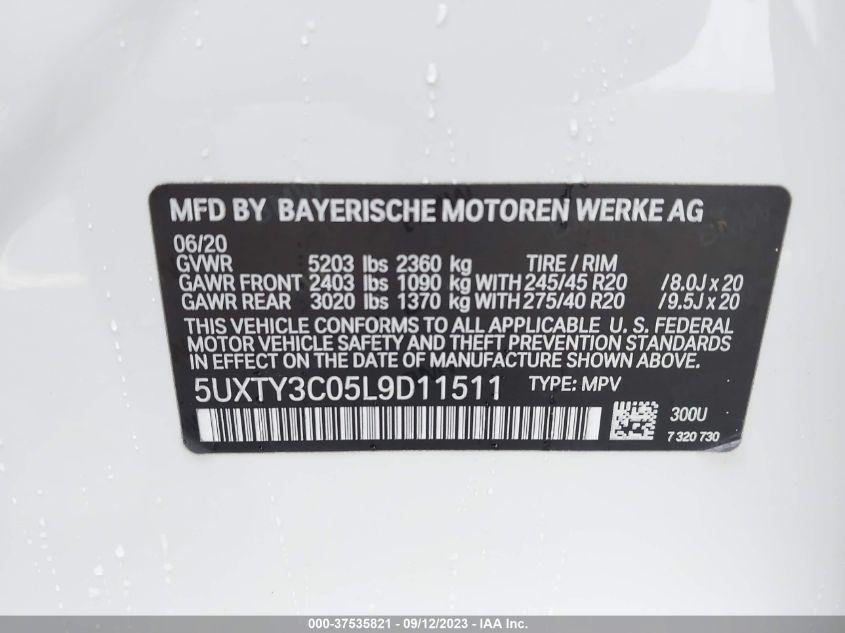 MFD BY BAYERISCHE MOTOREN WERKE AG
06/20
GVWR 5203 lbs 2360 kg TIRE / RIM
GAWR FRONT 2403 lbs 1090 kg WITH 245/45 R20 /8.0J x 20
GAWR REAR 3020 lbs 1370 kg WITH 275/40 R20 /9.5J x 20
THIS VEHICLE CONFORMS TO ALL APPLICABLE U. S. FEDERAL
MOTOR VEHICLE SAFETY AND THEFT PREVENTION STANDARDS
IN EFFECT ON THE DATE OF MANUFACTURE SHOWN ABOVE.
5UXTY3C05L9D11511 TYPE: MPV
300U
7 320 730
000-37535821 - 09/12/2023 - IAA Inc.